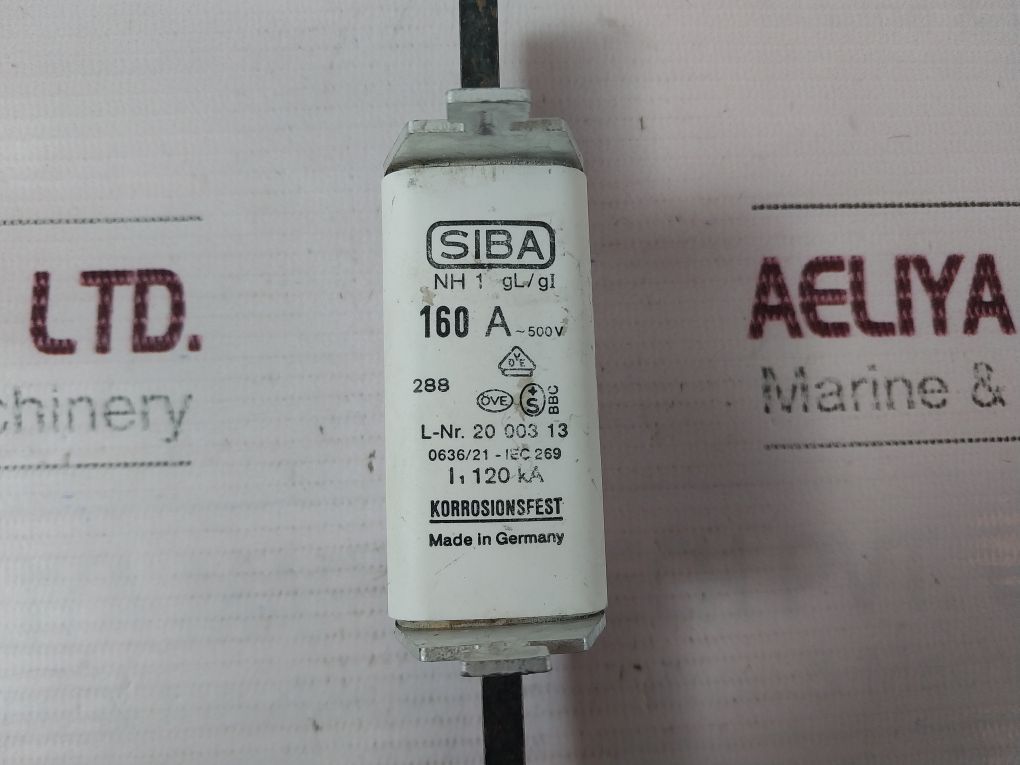 SIBA
NH 1 gL/gI
160 A ~500V
VDE
288
ÖVE
+S
BBC
L-Nr. 20 003 13
0636/21 - IEC 269
I₁ 120 kA
KORROSIONSFEST
Made in Germany
LTD.
chinery
AELIYA
Marine &